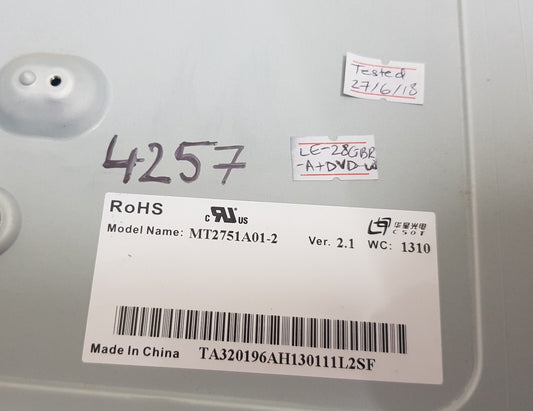 Tested
27/6/18
4257
LE-28GBR
-A+DVD-W
RoHS
c RU US
华星光电
CSOT
Model Name: MT2751A01-2
Ver. 2.1
WC: 1310
Made In China
TA320196AH130111L2SF